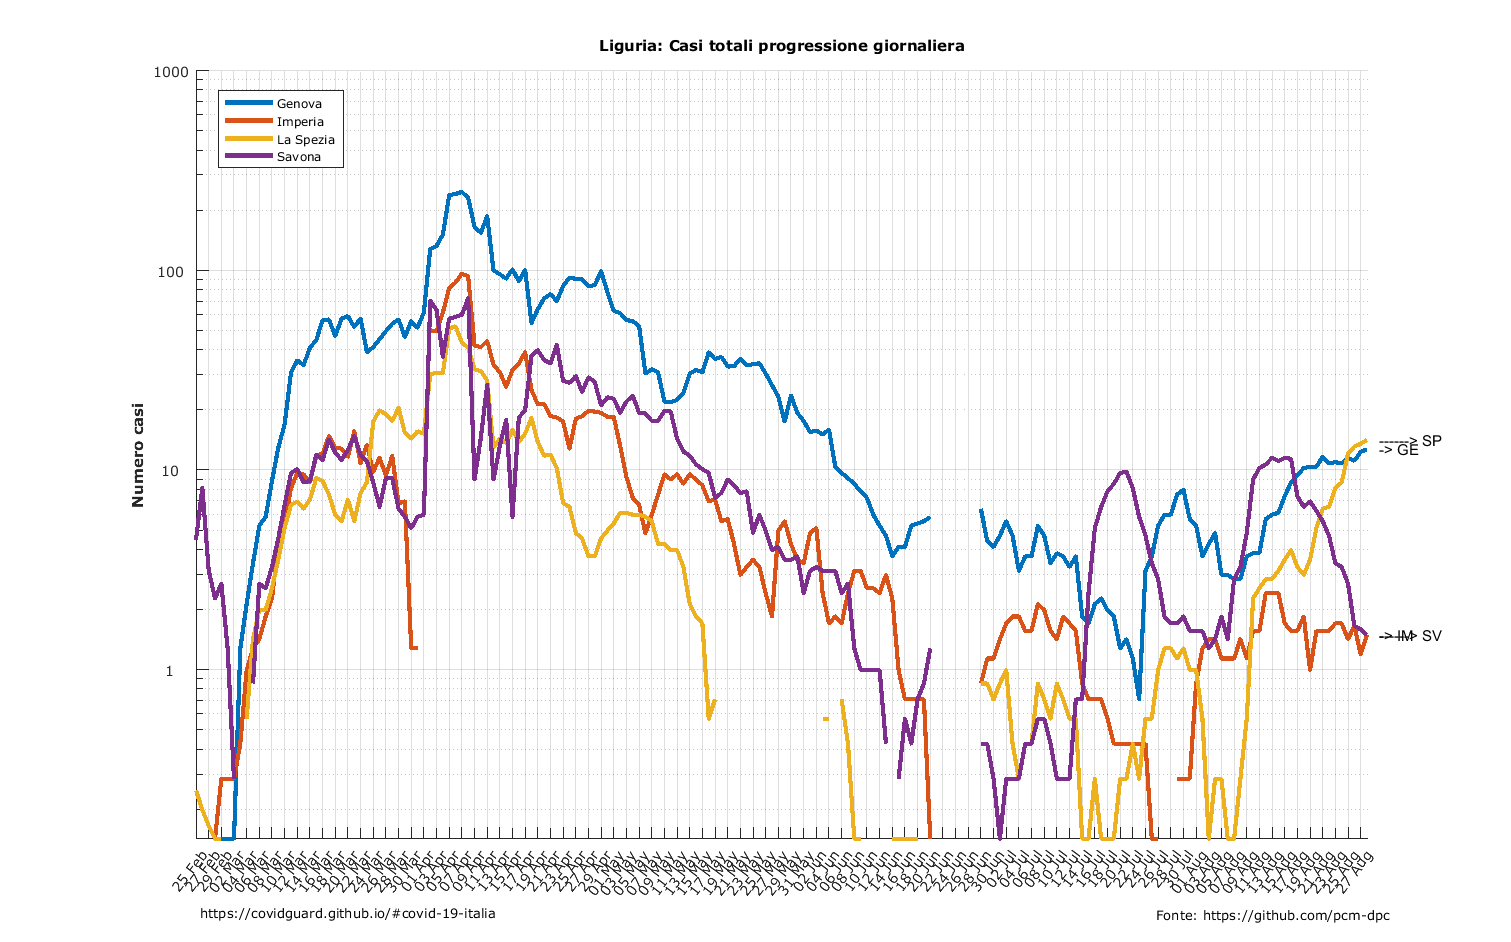 Liguria: Casi totali progressione giornaliera
1000
100
10
1
Numero casi
Genova
Imperia
La Spezia
Savona
------> SP
-> GE
-> IM
----> SV
25 Feb
27 Feb
29 Feb
02 Mar
04 Mar
06 Mar
08 Mar
10 Mar
12 Mar
14 Mar
16 Mar
18 Mar
20 Mar
22 Mar
24 Mar
26 Mar
28 Mar
30 Mar
01 Apr
03 Apr
05 Apr
07 Apr
09 Apr
11 Apr
13 Apr
15 Apr
17 Apr
19 Apr
21 Apr
23 Apr
25 Apr
27 Apr
29 Apr
01 May
03 May
05 May
07 May
09 May
11 May
13 May
15 May
17 May
19 May
21 May
23 May
25 May
27 May
29 May
31 May
02 Jun
04 Jun
06 Jun
08 Jun
10 Jun
12 Jun
14 Jun
16 Jun
18 Jun
20 Jun
22 Jun
24 Jun
26 Jun
28 Jun
30 Jun
02 Jul
04 Jul
06 Jul
08 Jul
10 Jul
12 Jul
14 Jul
16 Jul
18 Jul
20 Jul
22 Jul
24 Jul
26 Jul
28 Jul
30 Jul
01 Aug
03 Aug
05 Aug
07 Aug
09 Aug
11 Aug
13 Aug
15 Aug
17 Aug
19 Aug
21 Aug
23 Aug
25 Aug
27 Aug
https://covidguard.github.io/#covid-19-italia
Fonte: https://github.com/pcm-dpc